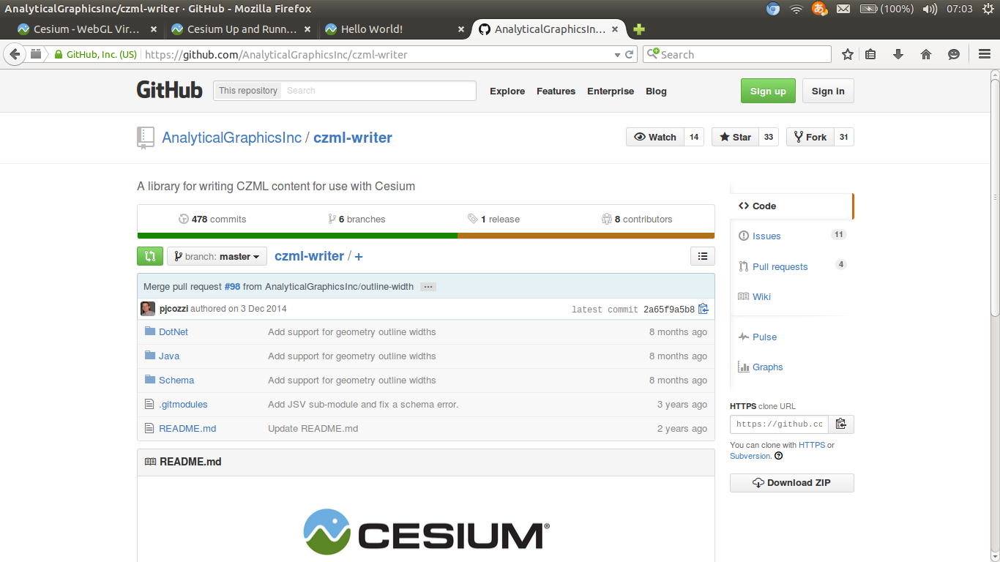 AnalyticalGraphicsInc/czml-writer · GitHub - Mozilla Firefox
あ (100%) 07:03
Cesium - WebGL Vir... Cesium Up and Runn... Hello World! AnalyticalGraphicsIn...
GitHub, Inc. (US) https://github.com/AnalyticalGraphicsInc/czml-writer Search
GitHub This repository Search Explore Features Enterprise Blog Sign up Sign in
AnalyticalGraphicsInc / czml-writer Watch 14 Star 33 Fork 31
A library for writing CZML content for use with Cesium
478 commits 6 branches 1 release 8 contributors
branch: master czml-writer / +
Merge pull request #98 from AnalyticalGraphicsInc/outline-width ...
pjcozzi authored on 3 Dec 2014 latest commit 2a65f9a5b8
DotNet Add support for geometry outline widths 8 months ago
Java Add support for geometry outline widths 8 months ago
Schema Add support for geometry outline widths 8 months ago
.gitmodules Add JSV sub-module and fix a schema error. 3 years ago
README.md Update README.md 2 years ago
README.md
CESIUM®
Code
Issues 11
Pull requests 4
Wiki
Pulse
Graphs
HTTPS clone URL
https://github.cc
You can clone with HTTPS or
Subversion.
Download ZIP